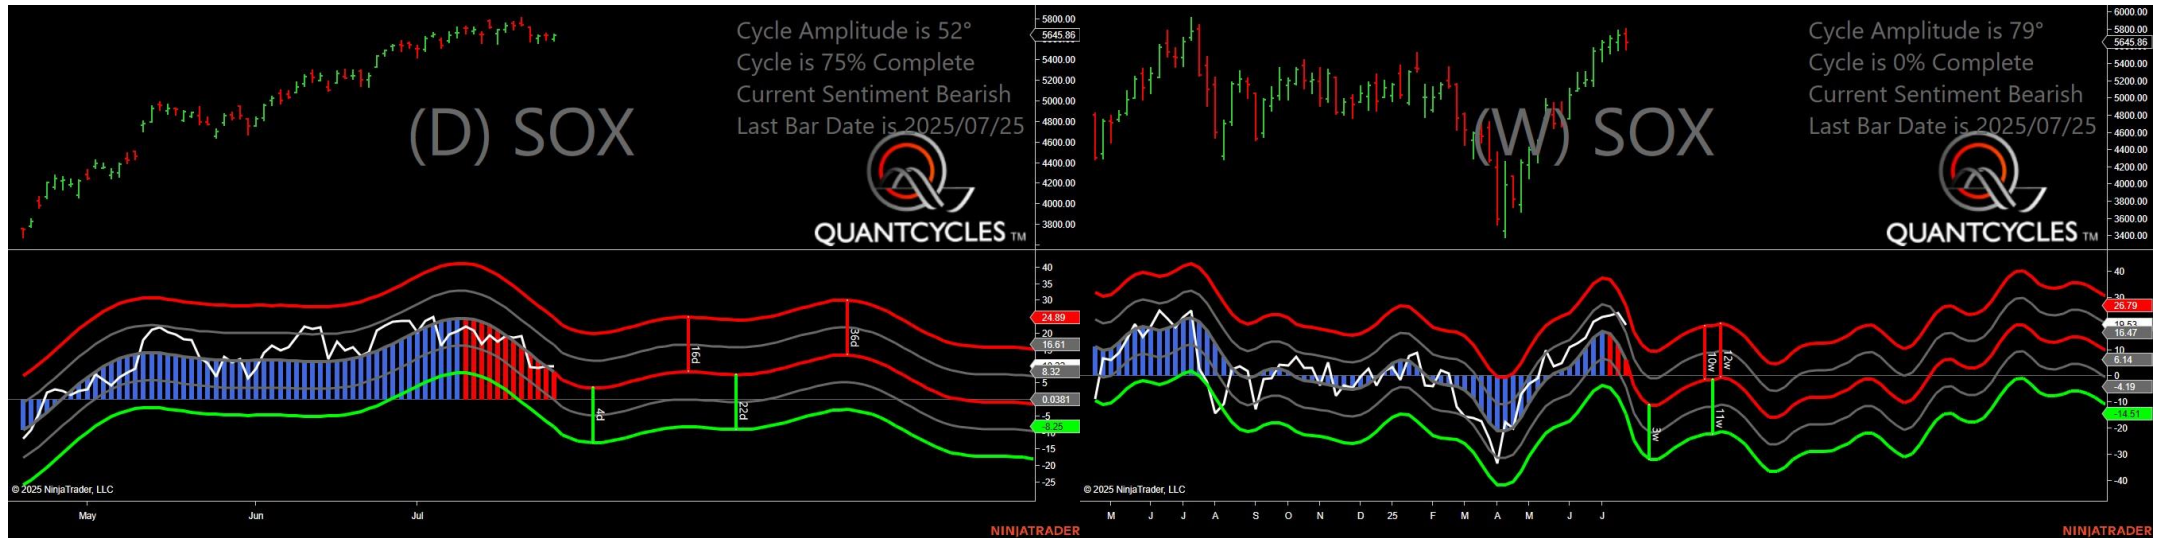 Cycle Amplitude is 52°
Cycle is 75% Complete
Current Sentiment Bearish
Last Bar Date is 2025/07/25
(D) SOX
QUANTCYCLES TM
5800.00
5645.86
5400.00
5200.00
5000.00
4800.00
4600.00
4400.00
4200.00
4000.00
3800.00
40
35
30
24.89
20
16.61
8.32
5
0.0381
-5
-8.25
-15
-20
-25
4d
16d
22d
36d
© 2025 NinjaTrader, LLC
May
Jun
Jul
NINJATRADER
Cycle Amplitude is 79°
Cycle is 0% Complete
Current Sentiment Bearish
Last Bar Date is 2025/07/25
(W) SOX
QUANTCYCLES TM
6000.00
5800.00
5645.86
5400.00
5200.00
5000.00
4800.00
4600.00
4400.00
4200.00
4000.00
3800.00
3600.00
3400.00
40
30
26.79
19.53
16.47
10
6.14
0
-4.19
-10
-14.51
-20
-30
-40
3w
10w
11w
12w
© 2025 NinjaTrader, LLC
M
J
J
A
S
O
N
D
25
F
M
A
M
J
J
NINJATRADER